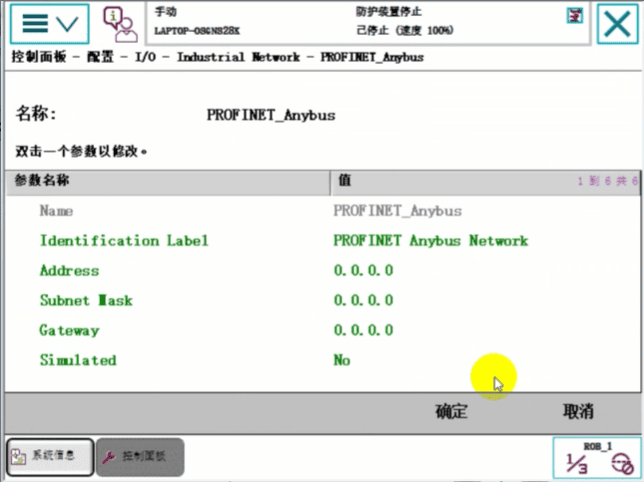 手动 防护装置停止
LAPTOP-OSGNS28K 已停止 (速度 100%)
控制面板 - 配置 - I/O - Industrial Network - PROFINET_Anybus
名称: PROFINET_Anybus
双击一个参数以修改。
参数名称 值 1 到 6 共 6
Name PROFINET_Anybus
Identification Label PROFINET Anybus Network
Address 0.0.0.0
Subnet Mask 0.0.0.0
Gateway 0.0.0.0
Simulated No
确定 取消
系统信息 控制面板 ROB_1
1/3